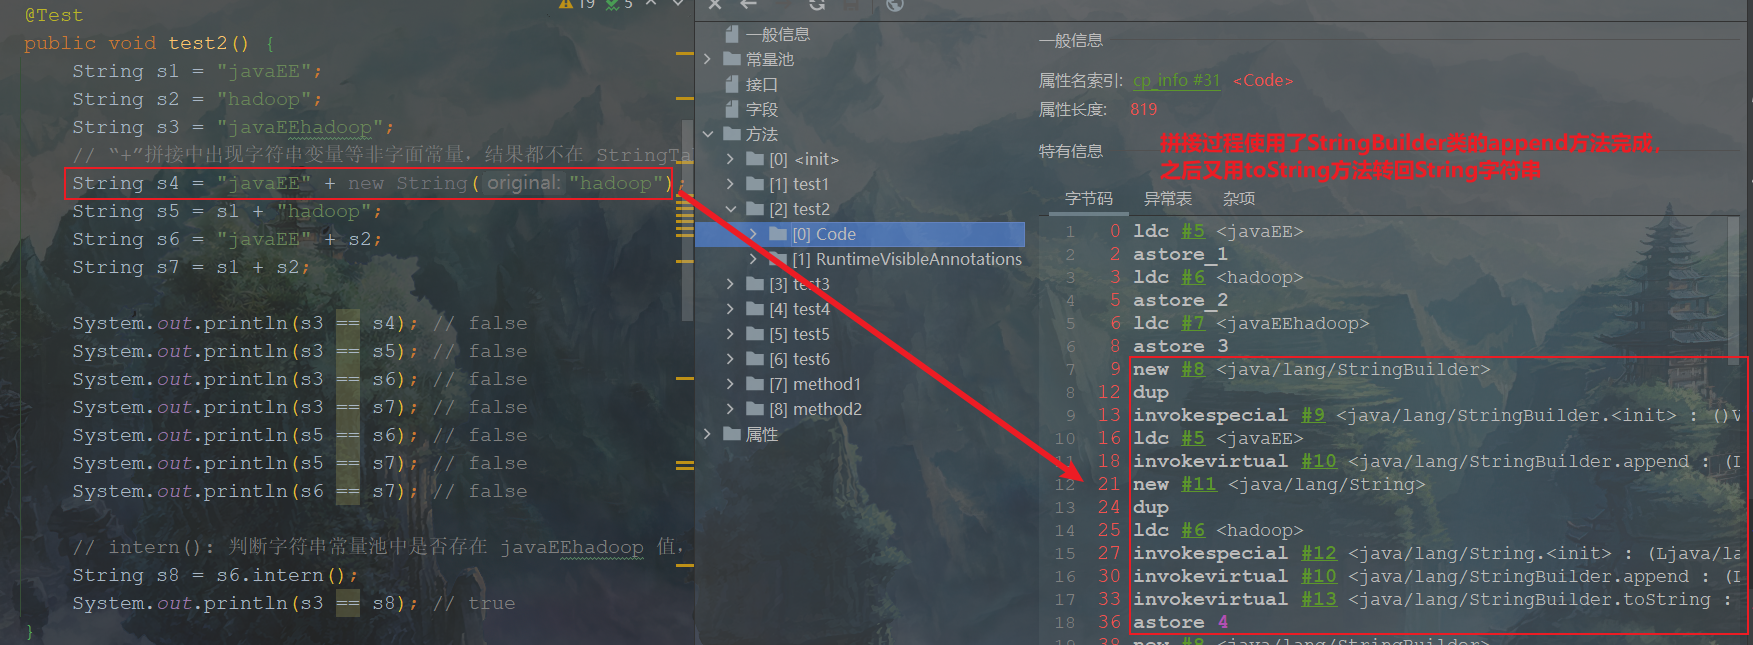 @Test
public void test2() {
String s1 = "javaEE";
String s2 = "hadoop";
String s3 = "javaEEhadoop";
// “+”拼接中出现字符串变量等非字面常量，结果都不在 StringTa
String s4 = "javaEE" + new String( original: "hadoop");
String s5 = s1 + "hadoop";
String s6 = "javaEE" + s2;
String s7 = s1 + s2;
System.out.println(s3 == s4); // false
System.out.println(s3 == s5); // false
System.out.println(s3 == s6); // false
System.out.println(s3 == s7); // false
System.out.println(s5 == s6); // false
System.out.println(s5 == s7); // false
System.out.println(s6 == s7); // false
// intern(): 判断字符串常量池中是否存在 javaEEhadoop 值，
String s8 = s6.intern();
System.out.println(s3 == s8); // true
}
19 5
一般信息
常量池
接口
字段
方法
[0] <init>
[1] test1
[2] test2
[0] Code
[1] RuntimeVisibleAnnotations
[3] test3
[4] test4
[5] test5
[6] test6
[7] method1
[8] method2
属性
一般信息
属性名索引: cp_info #31 <Code>
属性长度: 819
特有信息
拼接过程使用了StringBuilder类的append方法完成，
之后又用toString方法转回String字符串
字节码 异常表 杂项
1 0 ldc #5 <javaEE>
2 2 astore_1
3 3 ldc #6 <hadoop>
4 5 astore_2
5 6 ldc #7 <javaEEhadoop>
6 8 astore_3
7 9 new #8 <java/lang/StringBuilder>
8 12 dup
9 13 invokespecial #9 <java/lang/StringBuilder.<init> : ()V
10 16 ldc #5 <javaEE>
11 18 invokevirtual #10 <java/lang/StringBuilder.append : (L
12 21 new #11 <java/lang/String>
13 24 dup
14 25 ldc #6 <hadoop>
15 27 invokespecial #12 <java/lang/String.<init> : (Ljava/la
16 30 invokevirtual #10 <java/lang/StringBuilder.append : (L
17 33 invokevirtual #13 <java/lang/StringBuilder.toString :
18 36 astore 4
19 38 new #8 <java/lang/StringBuilder>